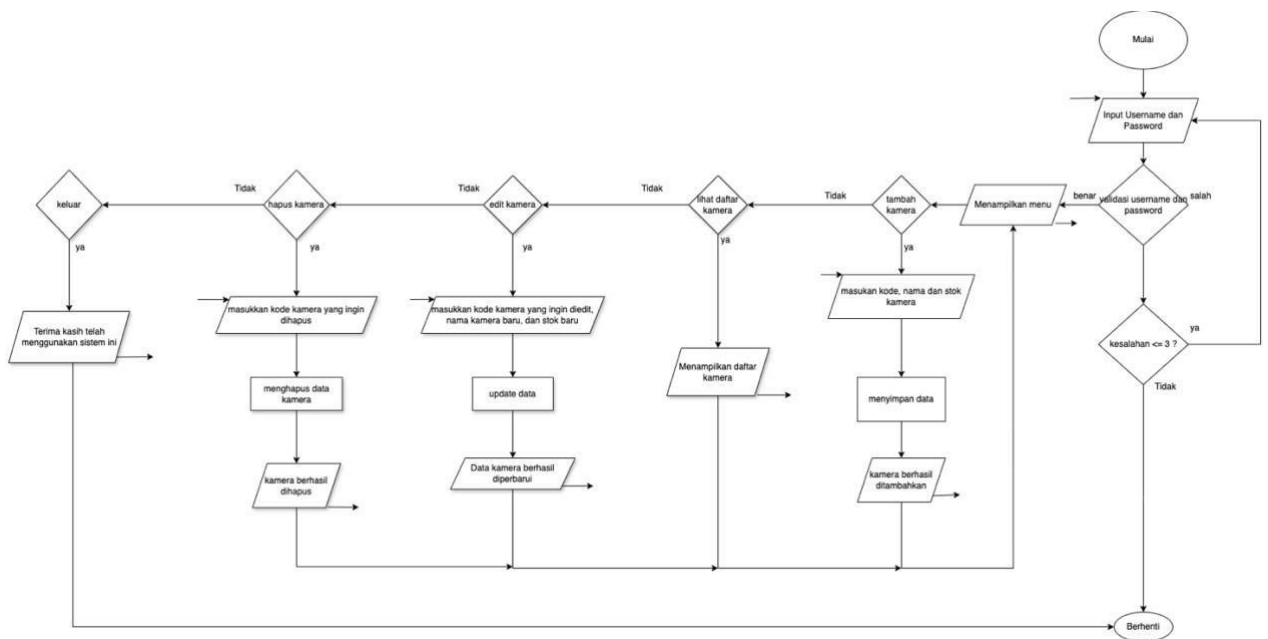 Mulai
Input Username dan
Password
validasi username dan
password
benar
salah
Menampilkan menu
tambah
kamera
Tidak
lihat daftar
kamera
Tidak
edit kamera
Tidak
hapus kamera
Tidak
keluar
ya
ya
ya
ya
ya
masukan kode, nama dan stok
kamera
masukkan kode kamera yang ingin diedit,
nama kamera baru, dan stok baru
masukkan kode kamera yang ingin
dihapus
Terima kasih telah
menggunakan sistem ini
kesalahan <= 3 ?
ya
Tidak
Menampilkan daftar
kamera
menyimpan data
update data
menghapus data
kamera
kamera berhasil
ditambahkan
Data kamera berhasil
diperbarui
kamera berhasil
dihapus
Berhenti